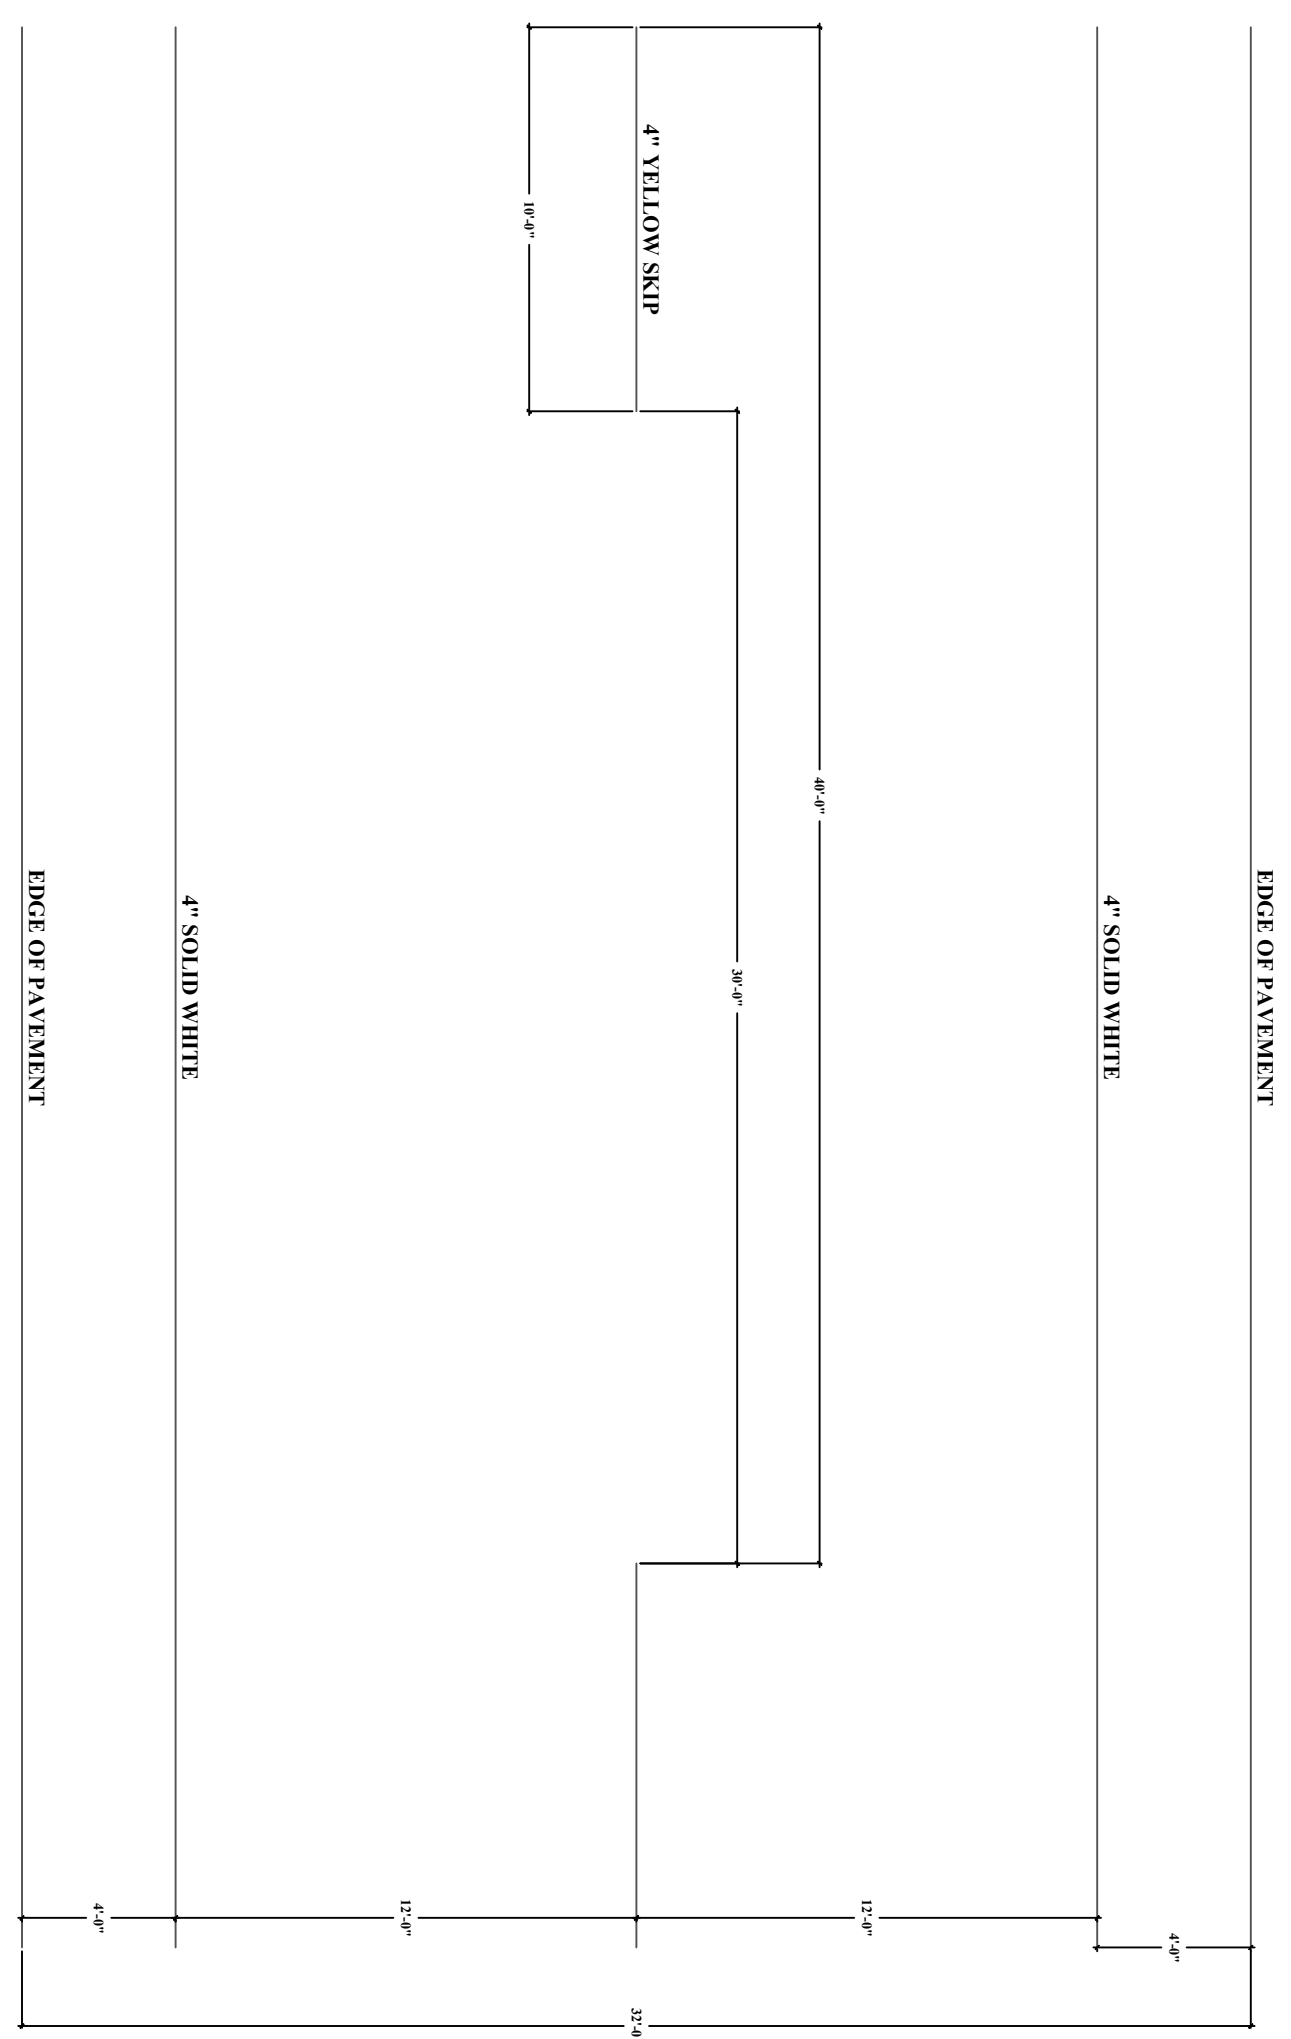 EDGE OF PAVEMENT
4'-0"
4" SOLID WHITE
12'-0"
40'-0"
30'-0"
4" YELLOW SKIP
32'-0
10'-0"
12'-0"
4" SOLID WHITE
4'-0"
EDGE OF PAVEMENT